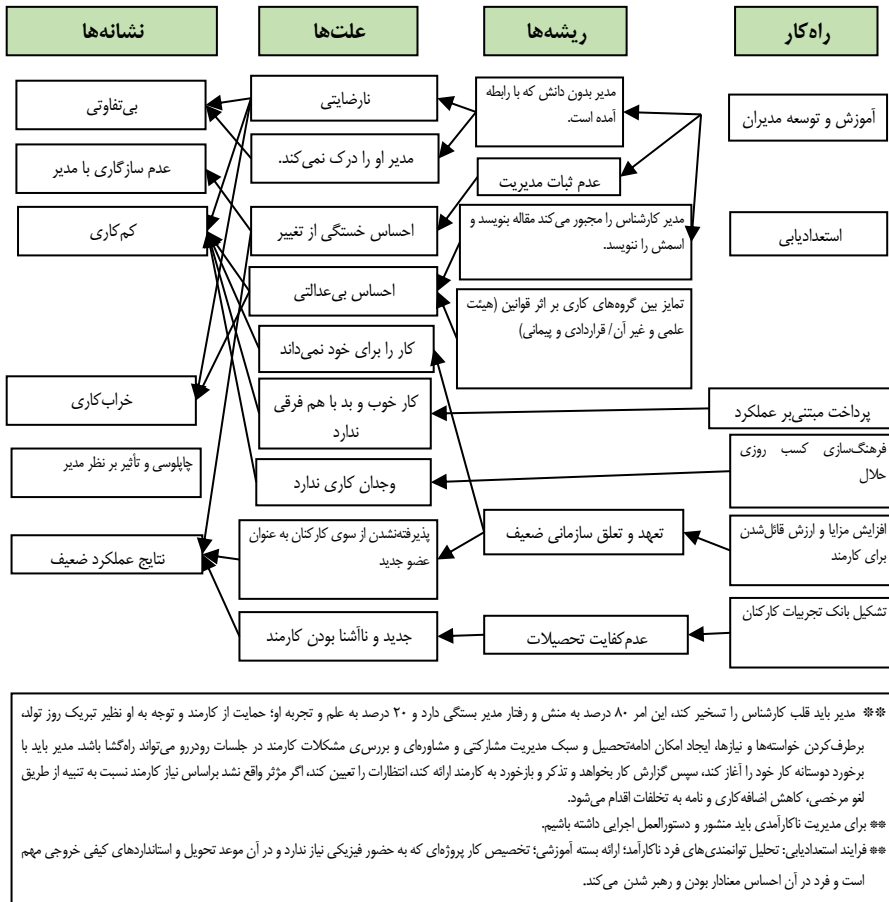 راه‌کار
ریشه‌ها
علت‌ها
نشانه‌ها
آموزش و توسعه مدیران
استعدادیابی
پرداخت مبتنی‌بر عملکرد
فرهنگ‌سازی کسب روزی
حلال
افزایش مزایا و ارزش قائل‌شدن
برای کارمند
تشکیل بانک تجربیات کارکنان
مدیر بدون دانش که با رابطه
آمده است.
عدم ثبات مدیریت
مدیر کارشناس را مجبور می‌کند مقاله بنویسد و
اسمش را ننویسد.
تمایز بین گروه‌های کاری بر اثر قوانین (هیئت
علمی و غیر آن/ قراردادی و پیمانی)
تعهد و تعلق سازمانی ضعیف
عدم‌کفایت تحصیلات
نارضایتی
مدیر او را درک نمی‌کند.
احساس خستگی از تغییر
احساس بی‌عدالتی
کار را برای خود نمی‌داند
کار خوب و بد با هم فرقی
ندارد
وجدان کاری ندارد
پذیرفته‌نشدن از سوی کارکنان به عنوان
عضو جدید
جدید و ناآشنا بودن کارمند
بی‌تفاوتی
عدم سازگاری با مدیر
کم‌کاری
خراب‌کاری
چاپلوسی و تأثیر بر نظر مدیر
نتایج عملکرد ضعیف
** مدیر باید قلب کارشناس را تسخیر کند، این امر ۸۰ درصد به منش و رفتار مدیر بستگی دارد و ۲۰ درصد به علم و تجربه او؛ حمایت از کارمند و توجه به او نظیر تبریک روز تولد،
برطرف‌کردن خواسته‌ها و نیازها، ایجاد امکان ادامه‌تحصیل و سبک مدیریت مشارکتی و مشاوره‌ای و بررس‌ی مشکلات کارمند در جلسات رودررو می‌تواند راه‌گشا باشد. مدیر باید با
برخورد دوستانه کار خود را آغاز کند، سپس گزارش کار بخواهد و تذکر و بازخورد به کارمند ارائه کند، انتظارات را تعیین کند، اگر مؤثر واقع نشد براساس نیاز کارمند نسبت به تنبیه از طریق
لغو مرخصی، کاهش اضافه‌کاری و نامه به تخلفات اقدام می‌شود.
** برای مدیریت ناکارآمدی باید منشور و دستورالعمل اجرایی داشته باشیم.
** فرایند استعدادیابی: تحلیل توانمندی‌های فرد ناکارآمد؛ ارائه بسته آموزشی؛ تخصیص کار پروژه‌ای که به حضور فیزیکی نیاز ندارد و در آن موعد تحویل و استانداردهای کیفی خروجی مهم
است و فرد در آن احساس معنادار بودن و رهبر شدن می‌کند.